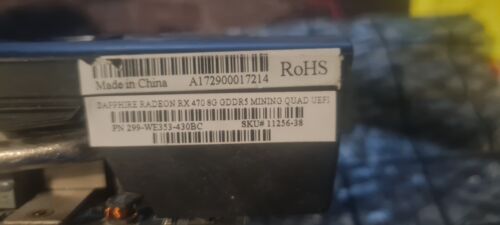 Made in China A172900017214 RoHS
SAPPHIRE RADEON RX 470 8G GDDR5 MINING QUAD UEFI
PN 299-WE353-430BC SKU# 11256-38